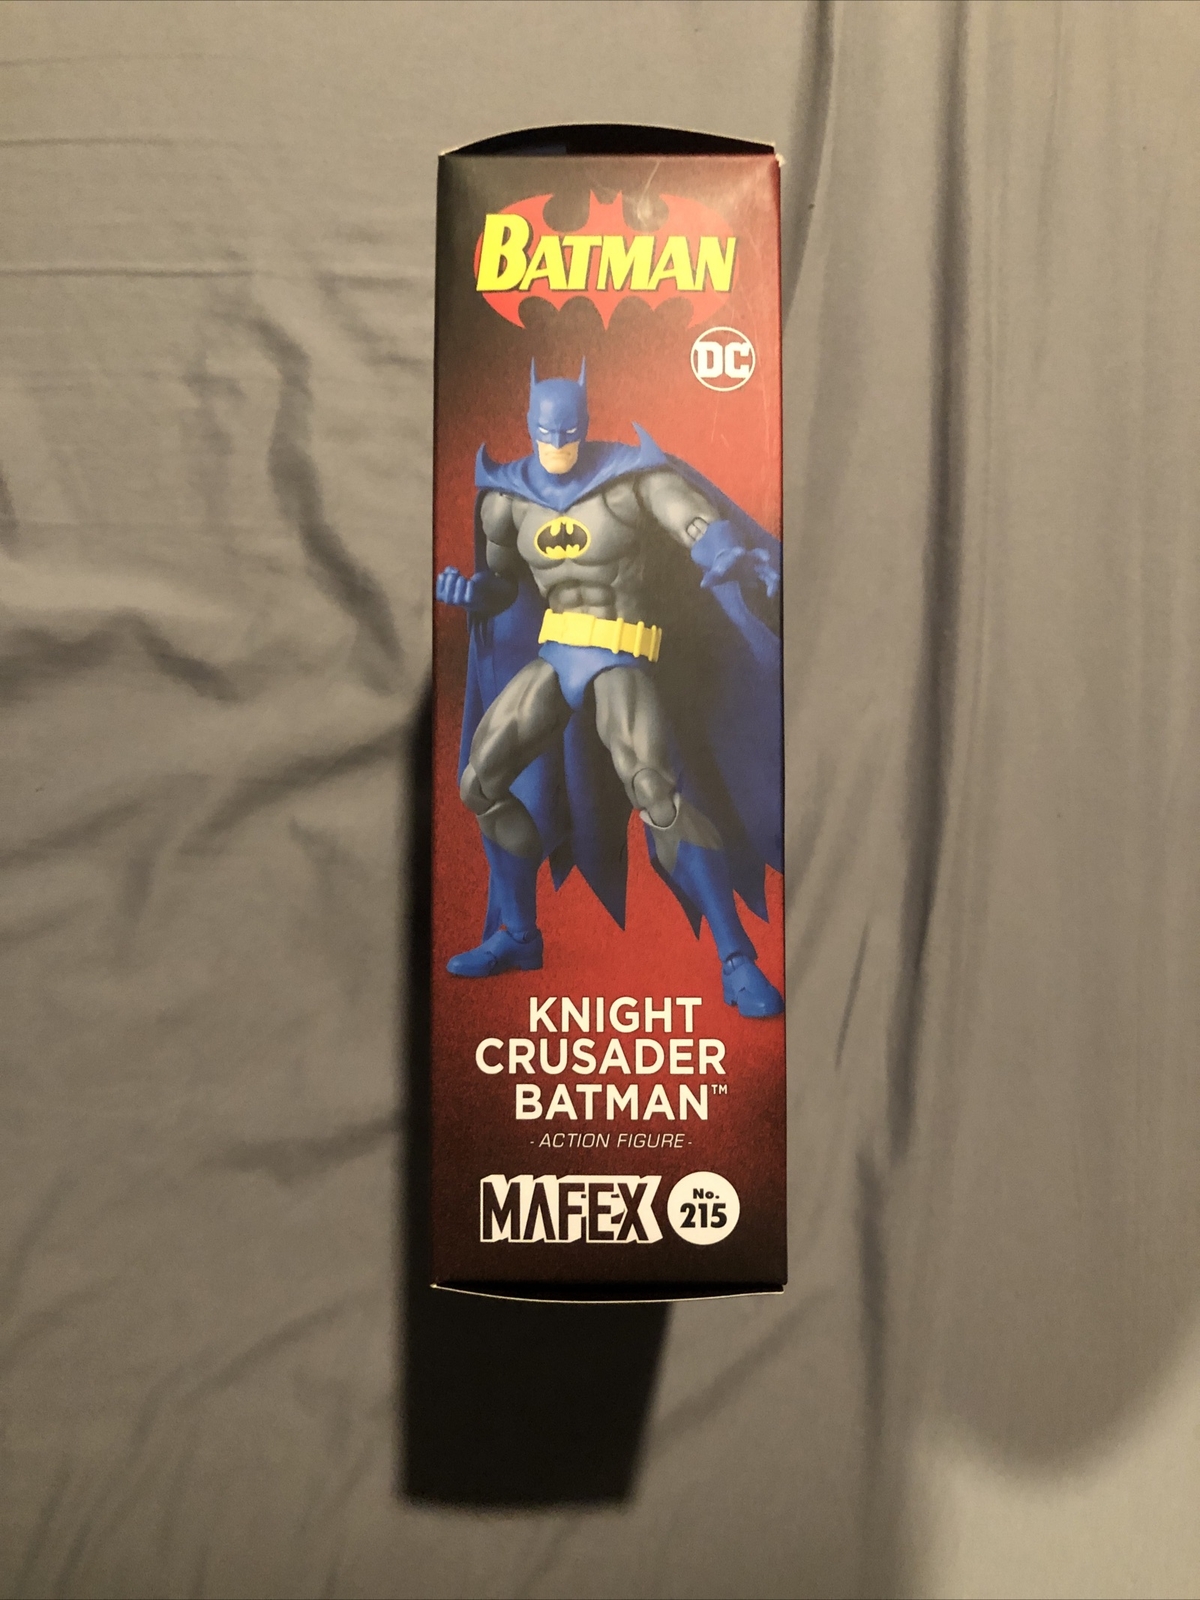 BATMAN
DC
KNIGHT
CRUSADER
BATMAN™
- ACTION FIGURE -
MAFEX No. 215